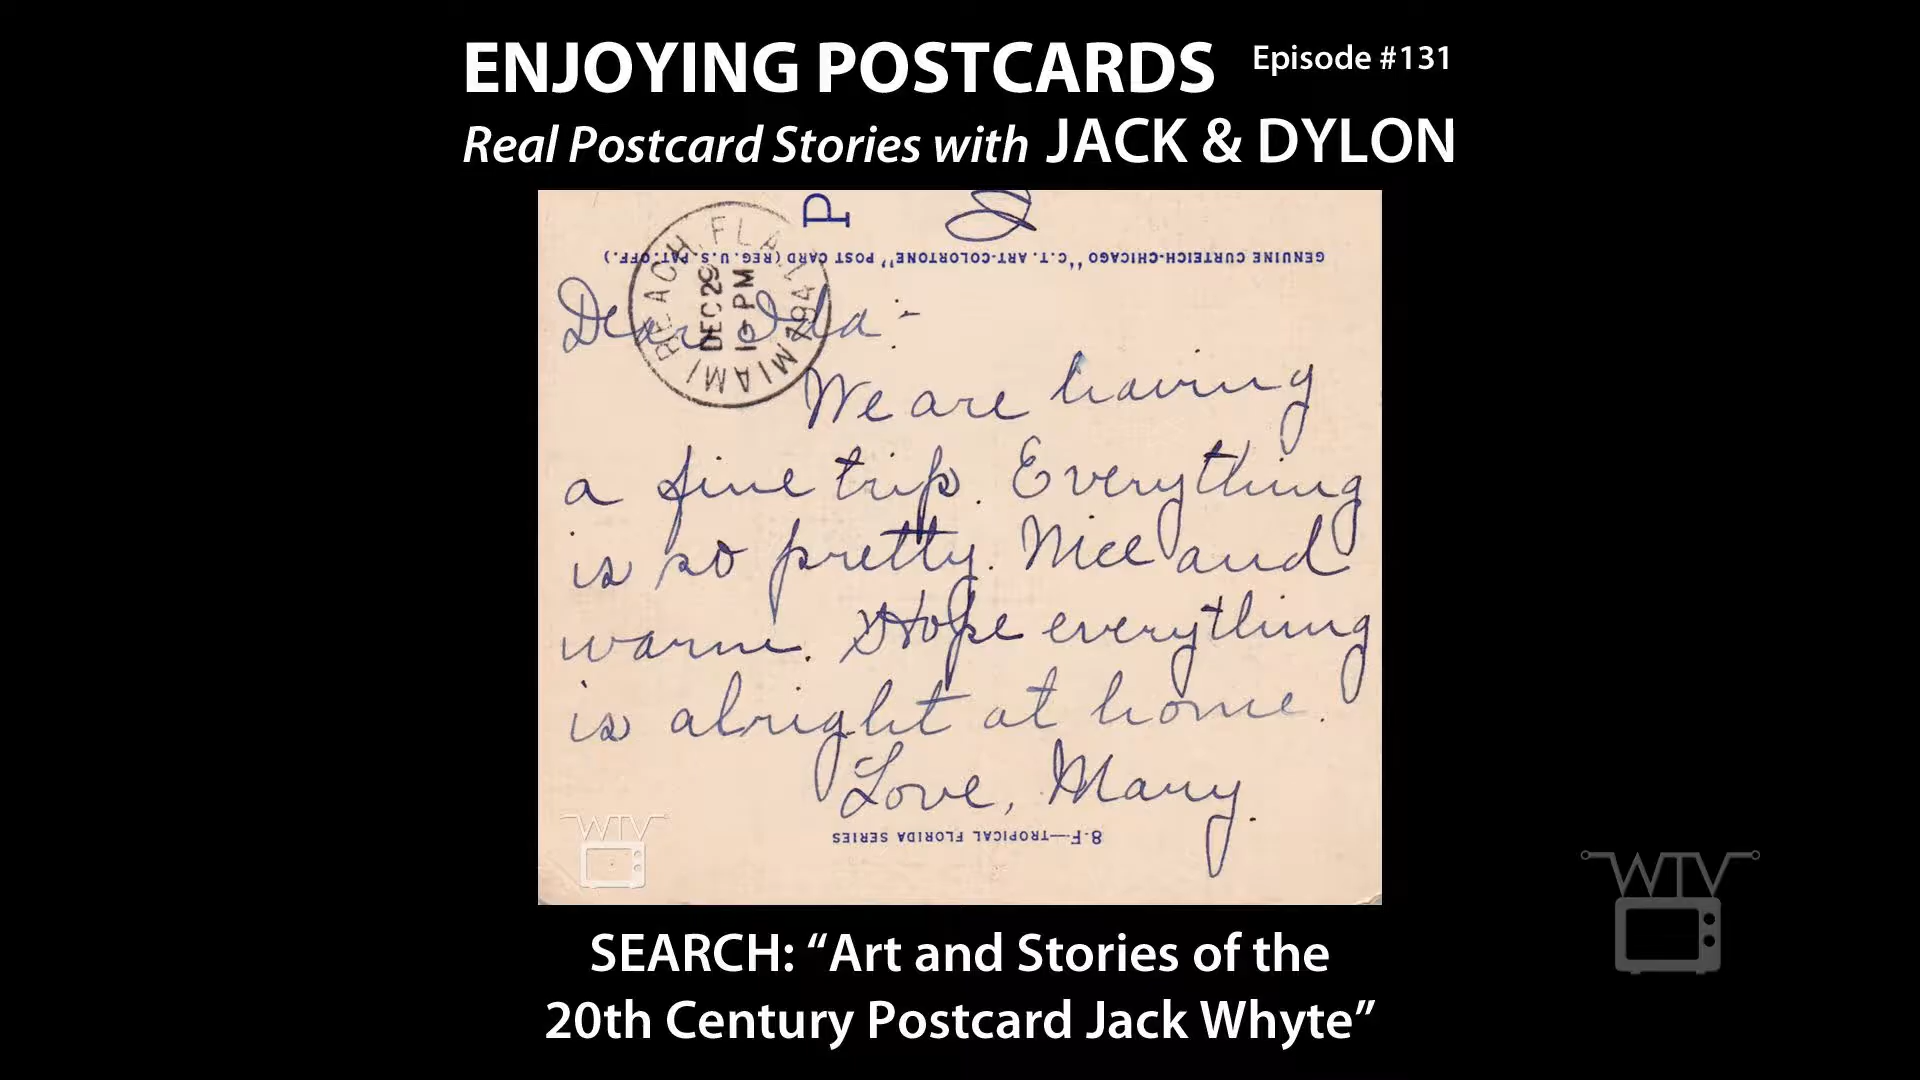 ENJOYING POSTCARDS Episode #131
Real Postcard Stories with JACK & DYLON
P
GENUINE CURTEICH-CHICAGO "C.T. ART-COLORTONE" POST CARD (REG. U.S. PAT. OFF.)
MIAMI BEACH, FLA.
DEC 29
10 PM
1947
Dear Ida:-
We are having
a fine trip. Everything
is so pretty. Nice and
warm. Hope everything
is alright at home.
Love, Mary.
8-F—TROPICAL FLORIDA SERIES
WTV
WTV
SEARCH: “Art and Stories of the
20th Century Postcard Jack Whyte”